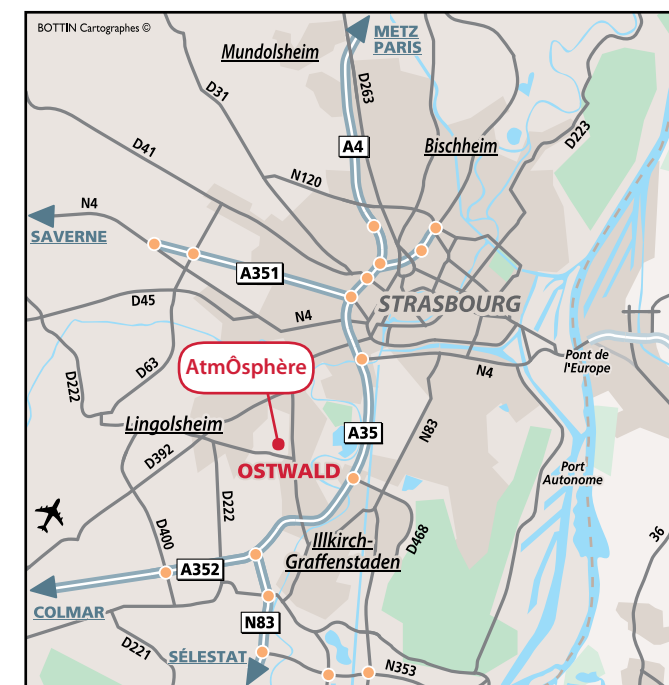 BOTTIN Cartographes ©
METZ
PARIS
Mundolsheim
D31
D263
D223
D41
A4
Bischheim
N120
N4
SAVERNE
A351
D45
N4
STRASBOURG
D63
D222
AtmÔsphère
N4
Pont de
l'Europe
Lingolsheim
A35
N83
D392
OSTWALD
Port
Autonome
D222
D400
D468
36
Illkirch-
Graffenstaden
A352
COLMAR
N83
D221
SÉLESTAT
N353